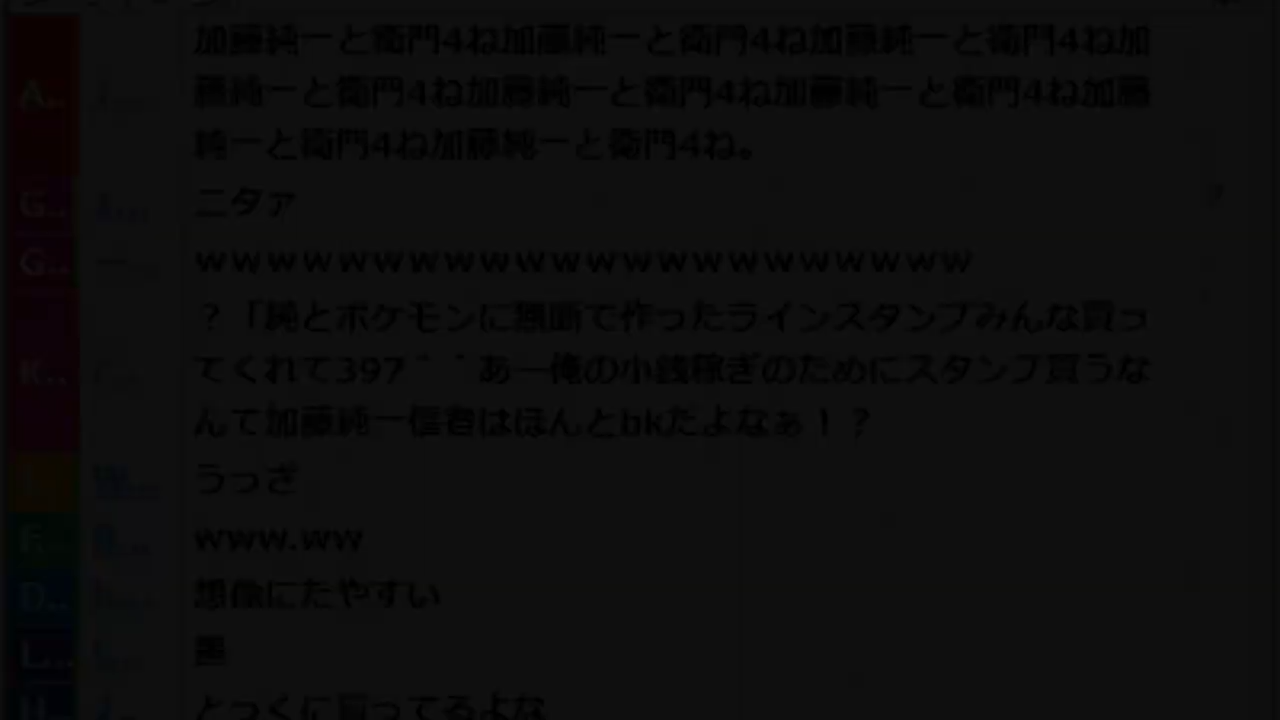 加藤純一と衛門4ね加藤純一と衛門4ね加藤純一と衛門4ね加
A..
藤純一と衛門4ね加藤純一と衛門4ね加藤純一と衛門4ね加藤
純一と衛門4ね加藤純一と衛門4ね。
G... ニタァ
G... wwwwwwwwwwwwwwwwwwwwww
？「純とポケモンに無断で作ったラインスタンプみんな買っ
K.. てくれて397＾｀あー俺の小銭稼ぎのためにスタンプ買うな
んて加藤純一信者はほんとbkだよなぁ！？
うっざ
F... www.ww
D... 想像にたやすい
L...
とっくに買ってるよな